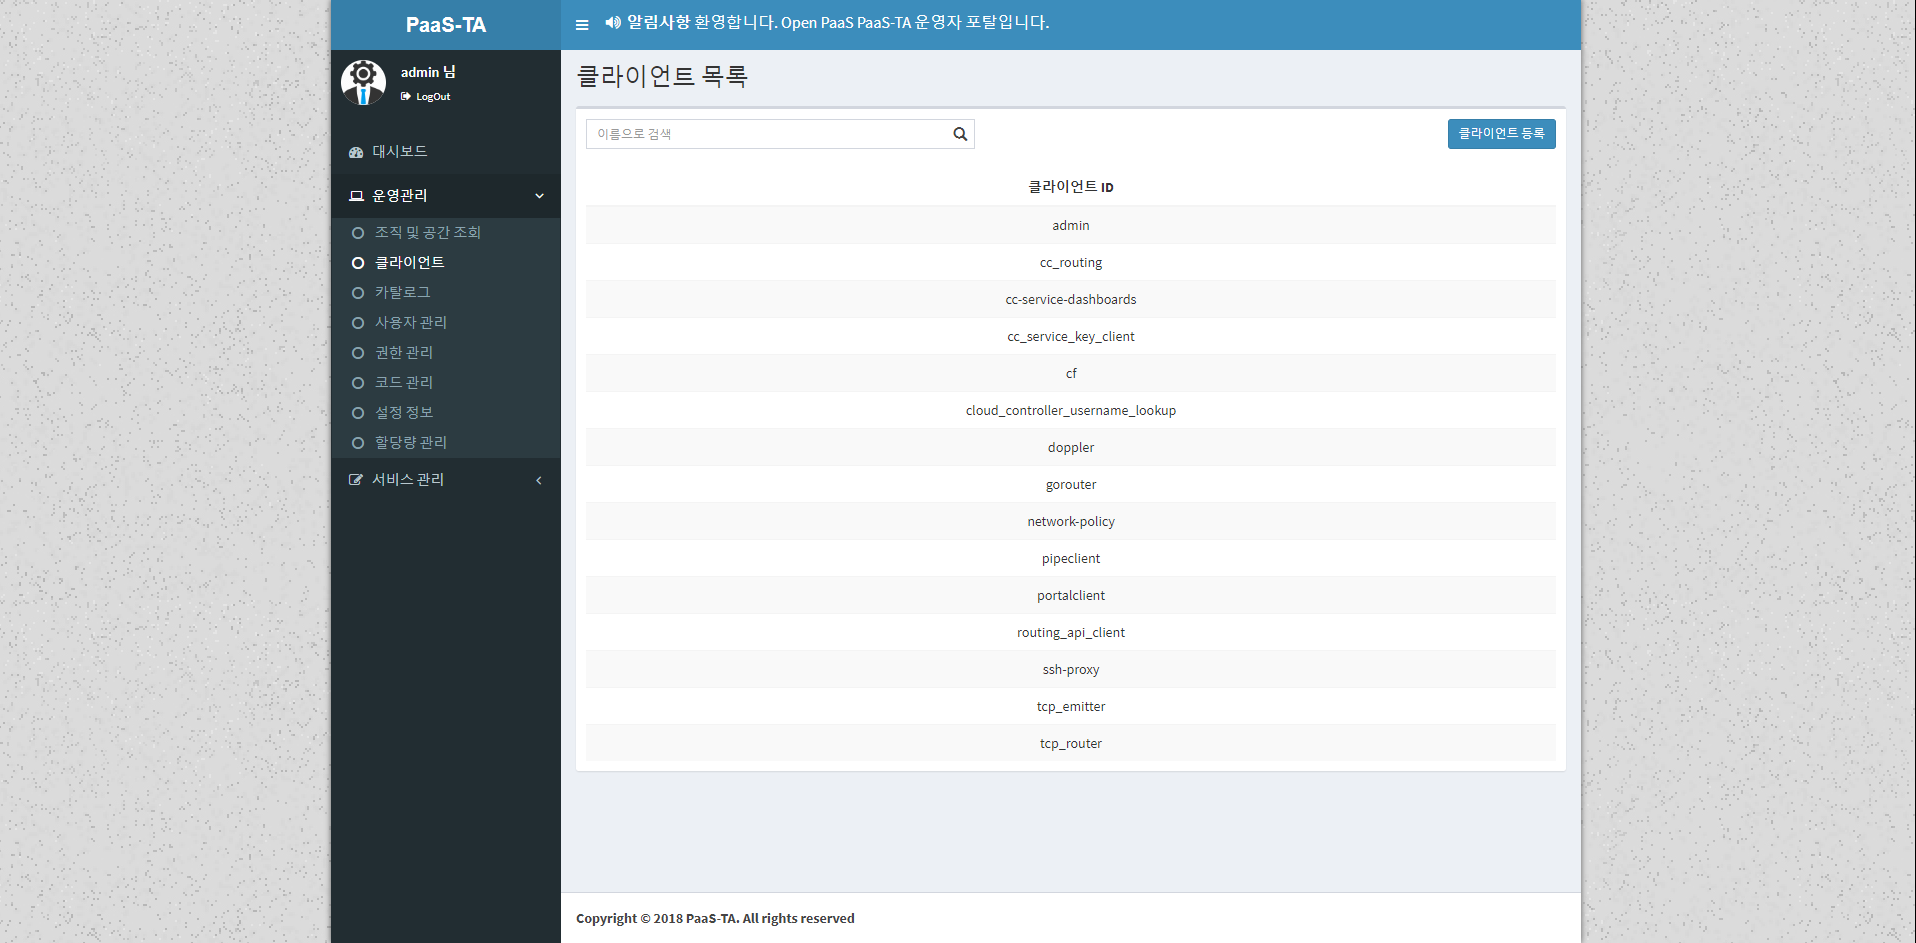 PaaS-TA
알림사항 환영합니다. Open PaaS PaaS-TA 운영자 포탈입니다.
admin 님
LogOut
대시보드
운영관리
조직 및 공간 조회
클라이언트
카탈로그
사용자 관리
권한 관리
코드 관리
설정 정보
할당량 관리
서비스 관리
클라이언트 목록
이름으로 검색
클라이언트 등록
클라이언트 ID
admin
cc_routing
cc-service-dashboards
cc_service_key_client
cf
cloud_controller_username_lookup
doppler
gorouter
network-policy
pipeclient
portalclient
routing_api_client
ssh-proxy
tcp_emitter
tcp_router
Copyright © 2018 PaaS-TA. All rights reserved